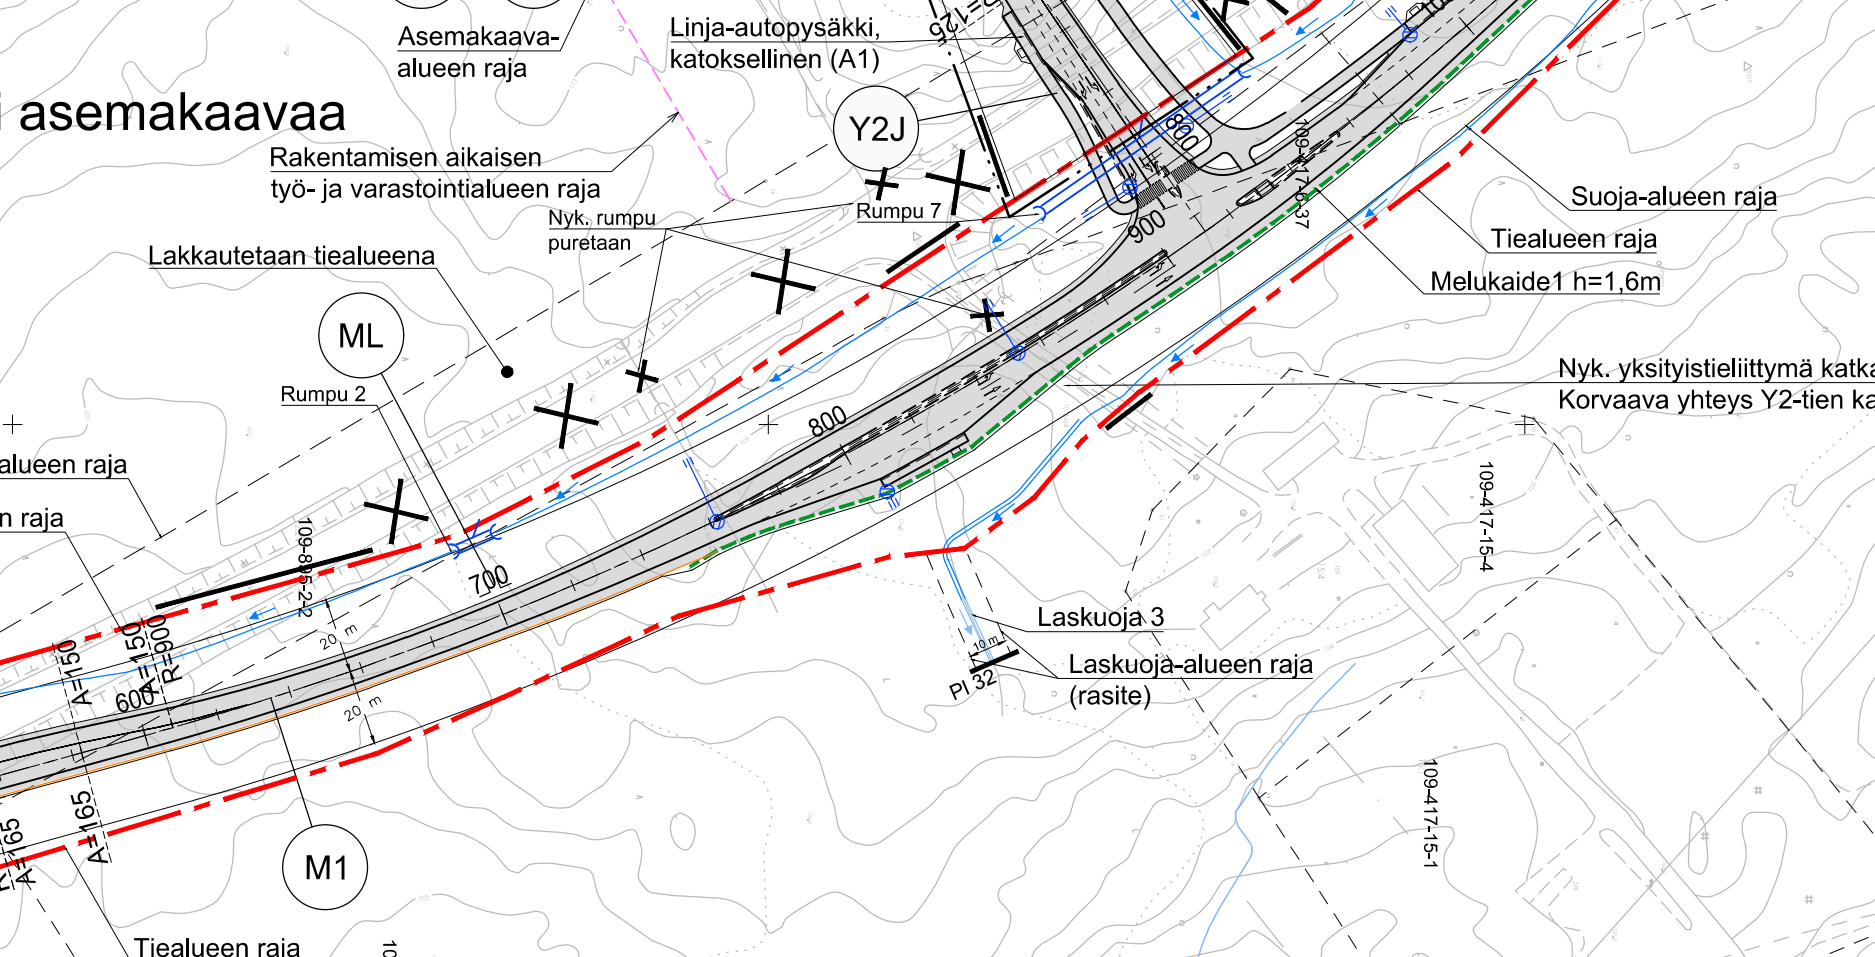 Asemakaava-
alueen raja
Linja-autopysäkki,
katoksellinen (A1)
=125
i asemakaavaa
Y2J
Rakentamisen aikaisen
työ- ja varastointialueen raja
Nyk. rumpu
puretaan
Rumpu 7
Lakkautetaan tiealueena
ML
Rumpu 2
800
900
Suoja-alueen raja
Tiealueen raja
Melukaide1 h=1,6m
Nyk. yksityistieliittymä katka
Korvaava yhteys Y2-tien ka
alueen raja
n raja
109-895-2-2
800
700
600
A=150
A=150
R=900
20 m
20 m
A=165
A=165
M1
Laskuoja 3
Laskuoja-alueen raja
(rasite)
10 m
Pl 32
109-417-15-4
109-417-15-1
Tiealueen raja
10